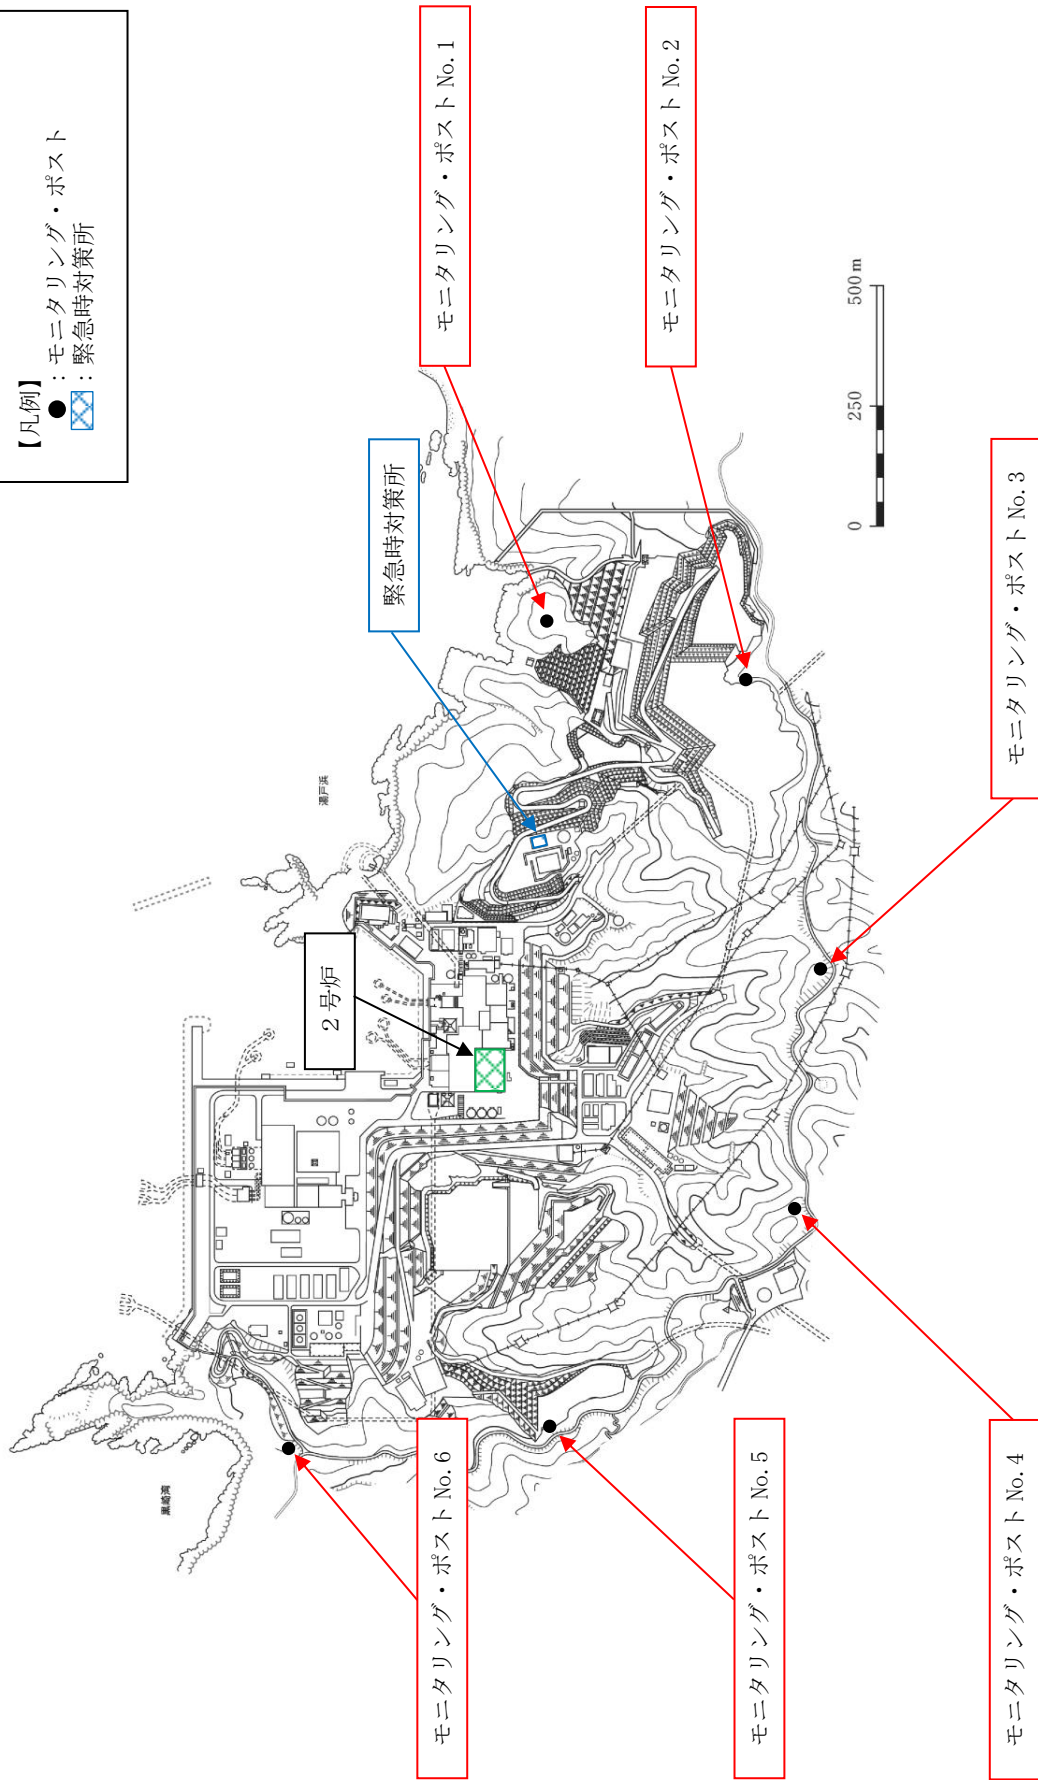 【凡例】
●：モニタリング・ポスト
：緊急時対策所
モニタリング・ポスト No. 1
モニタリング・ポスト No. 2
モニタリング・ポスト No. 3
モニタリング・ポスト No. 4
モニタリング・ポスト No. 5
モニタリング・ポスト No. 6
緊急時対策所
２号炉
0 250 500 m